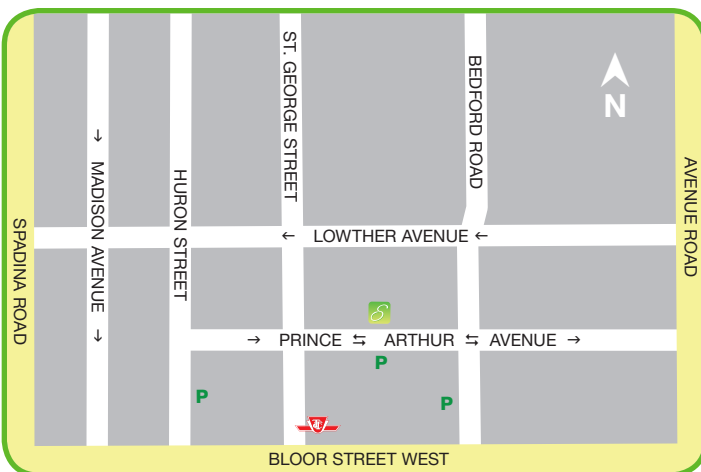 ST. GEORGE STREET
BEDFORD ROAD
N
→ MADISON AVENUE →
HURON STREET
AVENUE ROAD
SPADINA ROAD
← LOWTHER AVENUE ←
S
→ PRINCE ⇆ ARTHUR ⇆ AVENUE →
P
P
P
BLOOR STREET WEST